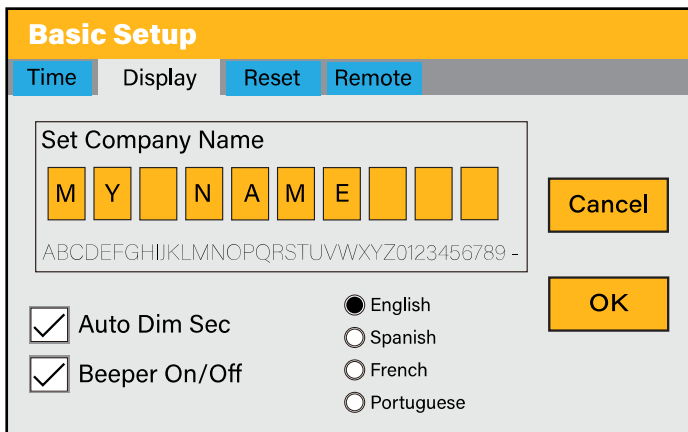 Basic Setup
Time Display Reset Remote
Set Company Name
M Y N A M E
ABCDEFGHIJKLMNOPQRSTUVWXYZ0123456789 -
Cancel
OK
Auto Dim Sec
Beeper On/Off
English
Spanish
French
Portuguese